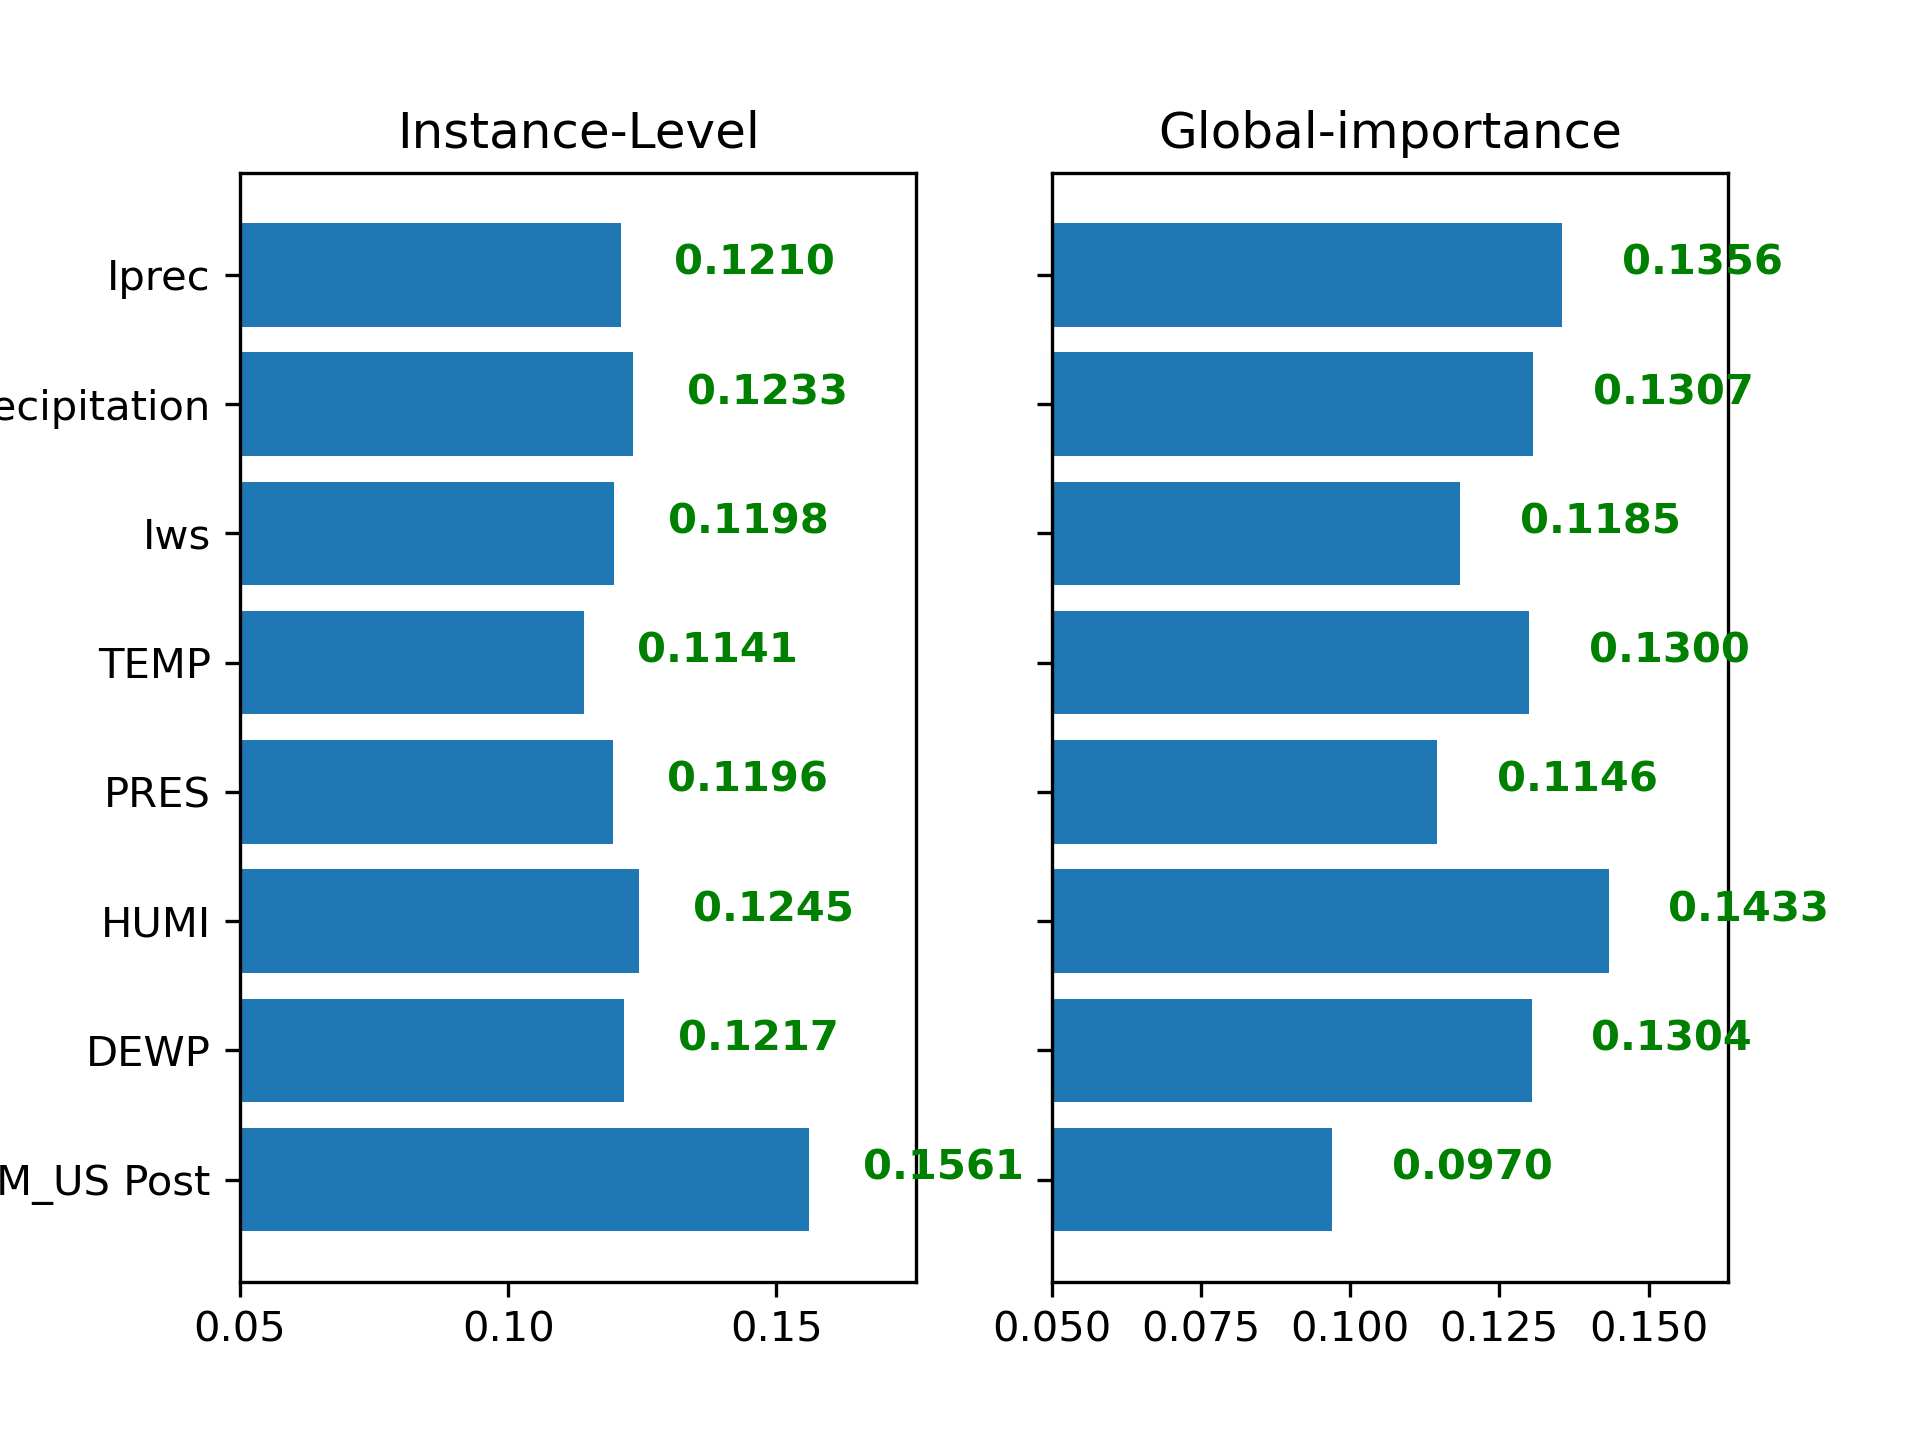 Instance-Level Global-importance
Iprec 0.1210 0.1356
ecipitation 0.1233 0.1307
Iws 0.1198 0.1185
TEMP 0.1141 0.1300
PRES 0.1196 0.1146
HUMI 0.1245 0.1433
DEWP 0.1217 0.1304
M_US Post 0.1561 0.0970
0.05 0.10 0.15 0.050 0.075 0.100 0.125 0.150